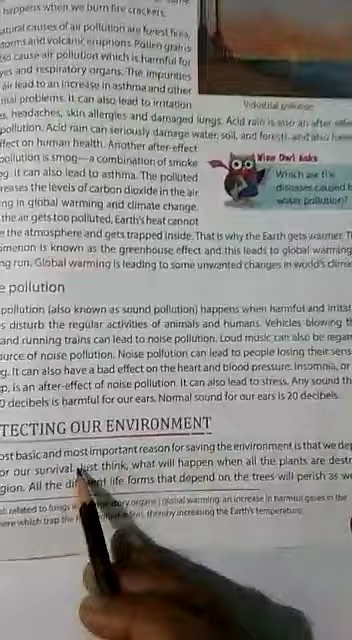 happens when we burn fire crackers.
atural causes of air pollution are forest fires,
torms and volcanic eruptions. Pollen grains
so cause air pollution which is harmful for
yes and respiratory organs. The impurities
air lead to an increase in asthma and other
nal problems. It can also lead to irritation
s, headaches, skin allergies and damaged lungs. Acid rain is also an after-effe
pollution. Acid rain can seriously damage water, soil, and forests and also
ffect on human health. Another after-effect
pollution is smog—a combination of smoke
g. It can also lead to asthma. The polluted
reases the levels of carbon dioxide in the air
ng in global warming and climate change.
the air gets too polluted, Earth's heat cannot
e the atmosphere and gets trapped inside. That is why the Earth gets warmer. T
omenon is known as the greenhouse effect and this leads to global warming
ng run. Global warming is leading to some unwanted changes in world's clima
Industrial pollution
Wise Owl Asks
Which are the
diseases caused b
water pollution?
e pollution
pollution (also known as sound pollution) happens when harmful and irritat
s disturb the regular activities of animals and humans. Vehicles blowing th
and running trains can lead to noise pollution. Loud music can also be regar
ource of noise pollution. Noise pollution can lead to people losing their sens
g. It can also have a bad effect on the heart and blood pressure. Insomnia, or
p, is an after-effect of noise pollution. It can also lead to stress. Any sound th
0 decibels is harmful for our ears. Normal sound for our ears is 20 decibels.
TECTING OUR ENVIRONMENT
ost basic and most important reason for saving the environment is that we dep
or our survival. Just think, what will happen when all the plants are destr
gion. All the life forms that depend on the trees will perish as we
related to lungs ory organs | global warming: an increase in harmful gases in the
ere which trap the Sun, thereby increasing the Earth's temperature